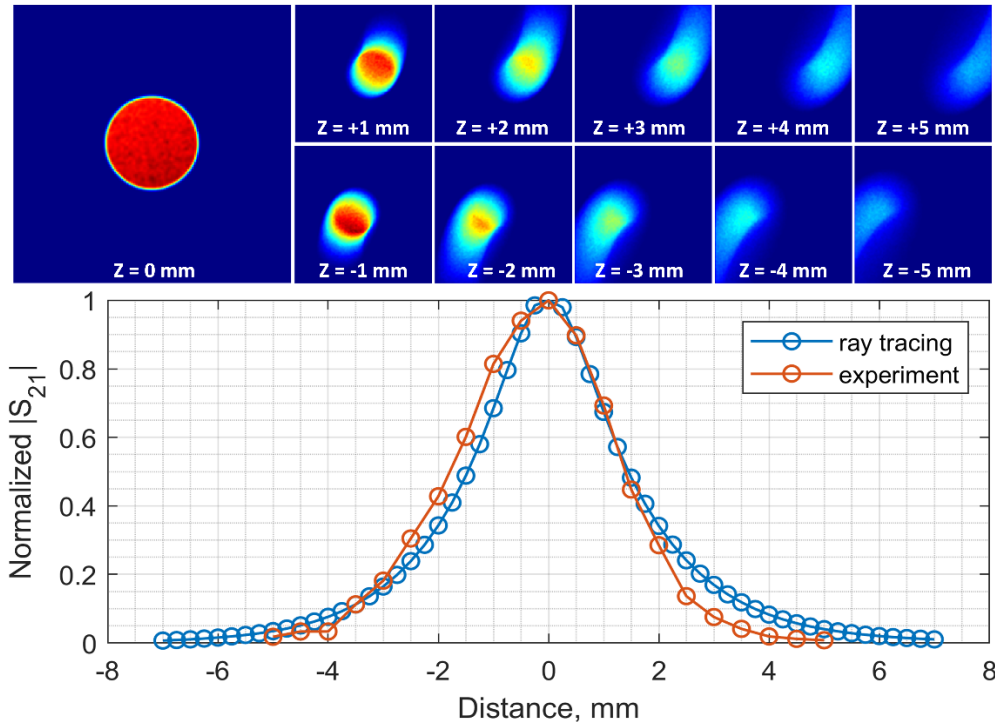 Z = 0 mm
Z = +1 mm
Z = +2 mm
Z = +3 mm
Z = +4 mm
Z = +5 mm
Z = -1 mm
Z = -2 mm
Z = -3 mm
Z = -4 mm
Z = -5 mm
Normalized |S21|
1
0.8
0.6
0.4
0.2
0
ray tracing
experiment
-8
-6
-4
-2
0
2
4
6
8
Distance, mm